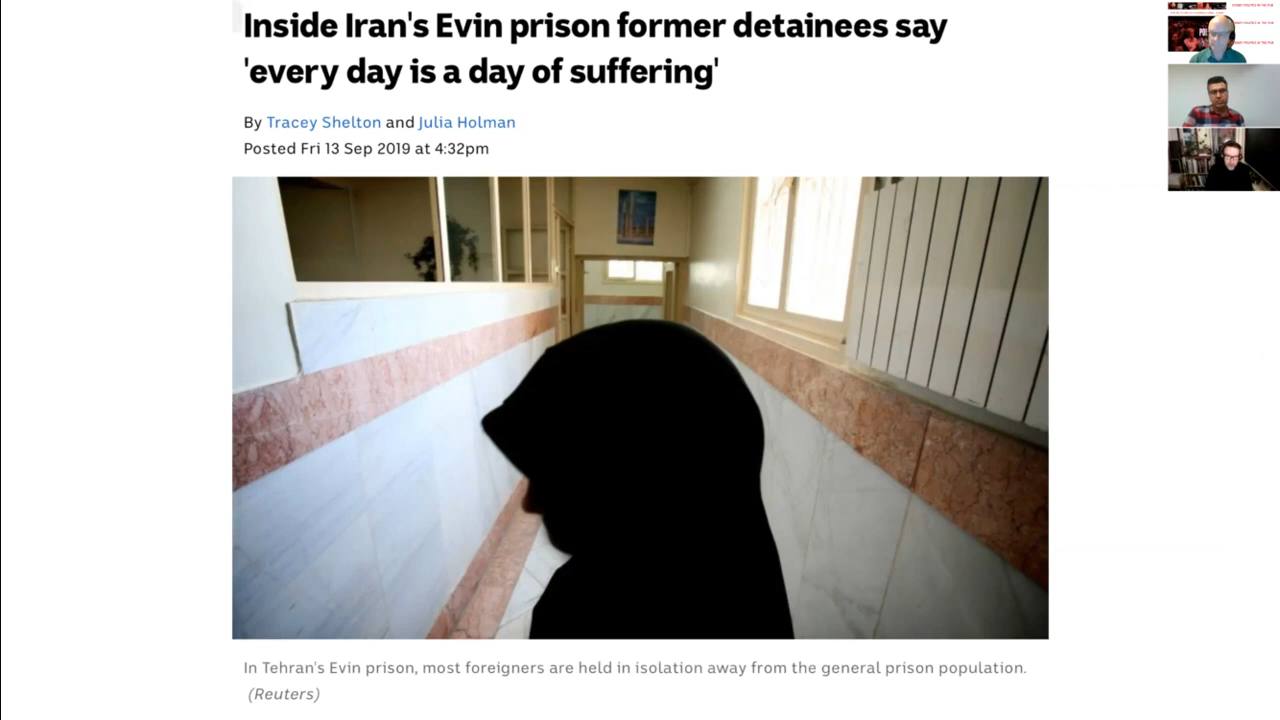 Inside Iran's Evin prison former detainees say
'every day is a day of suffering'
By Tracey Shelton and Julia Holman
Posted Fri 13 Sep 2019 at 4:32pm
In Tehran's Evin prison, most foreigners are held in isolation away from the general prison population.
(Reuters)